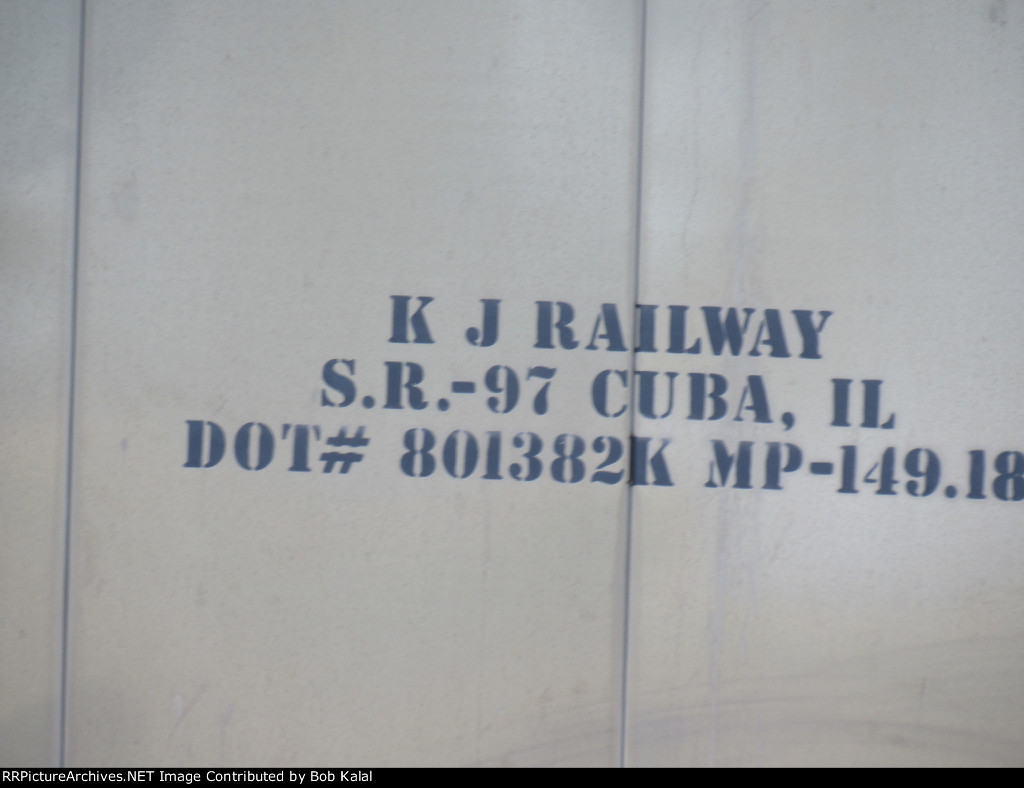 K J RAILWAY
S.R.-97 CUBA, IL
DOT# 801382K MP-149.18
RRPictureArchives.NET Image Contributed by Bob Kalal